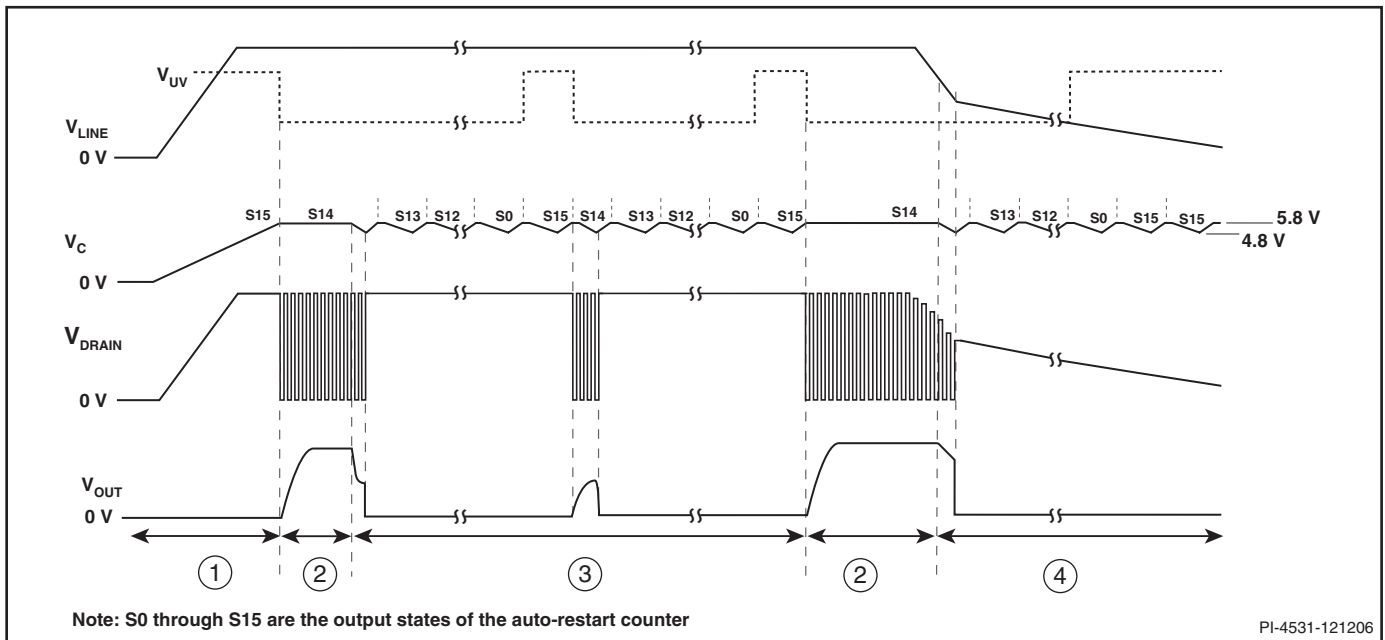 VUV
VLINE
0 V
S15 S14 S13 S12 S0 S15 S14 S13 S12 S0 S15 S14 S13 S12 S0 S15 S15 5.8 V
4.8 V
VC
0 V
VDRAIN
0 V
VOUT
0 V
1 2 3 2 4
Note: S0 through S15 are the output states of the auto-restart counter
PI-4531-121206